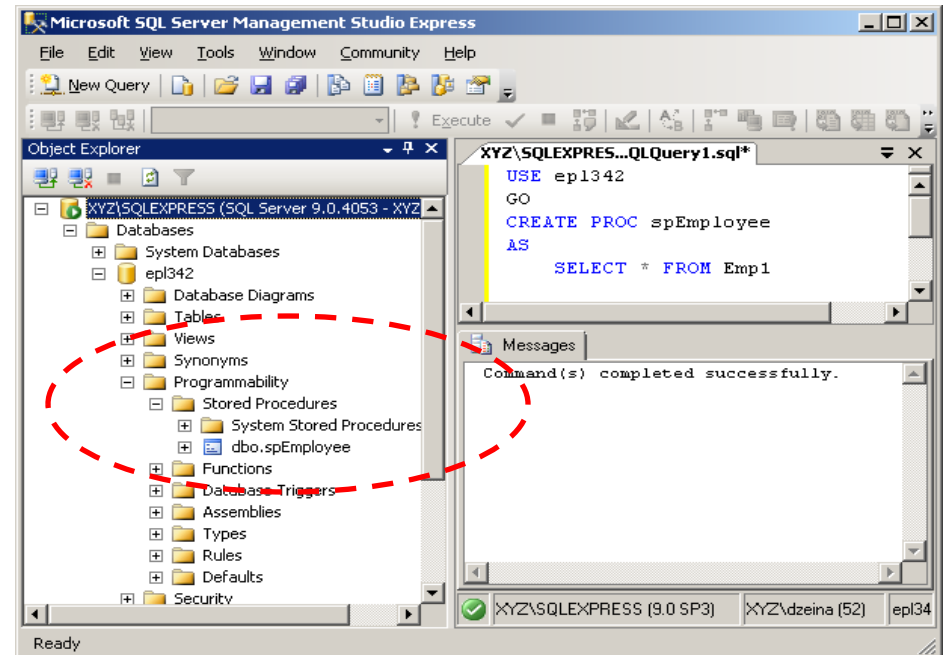 Microsoft SQL Server Management Studio Express
File Edit View Tools Window Community Help
New Query
Execute
Object Explorer
XYZ\SQLEXPRESS (SQL Server 9.0.4053 - XYZ
Databases
System Databases
epl342
Database Diagrams
Tables
Views
Synonyms
Programmability
Stored Procedures
System Stored Procedures
dbo.spEmployee
Functions
Database Triggers
Assemblies
Types
Rules
Defaults
Security
XYZ\SQLEXPRES...QLQuery1.sql*
USE epl342
GO
CREATE PROC spEmployee
AS
SELECT * FROM Emp1
Messages
Command(s) completed successfully.
XYZ\SQLEXPRESS (9.0 SP3) XYZ\dzeina (52) epl34
Ready